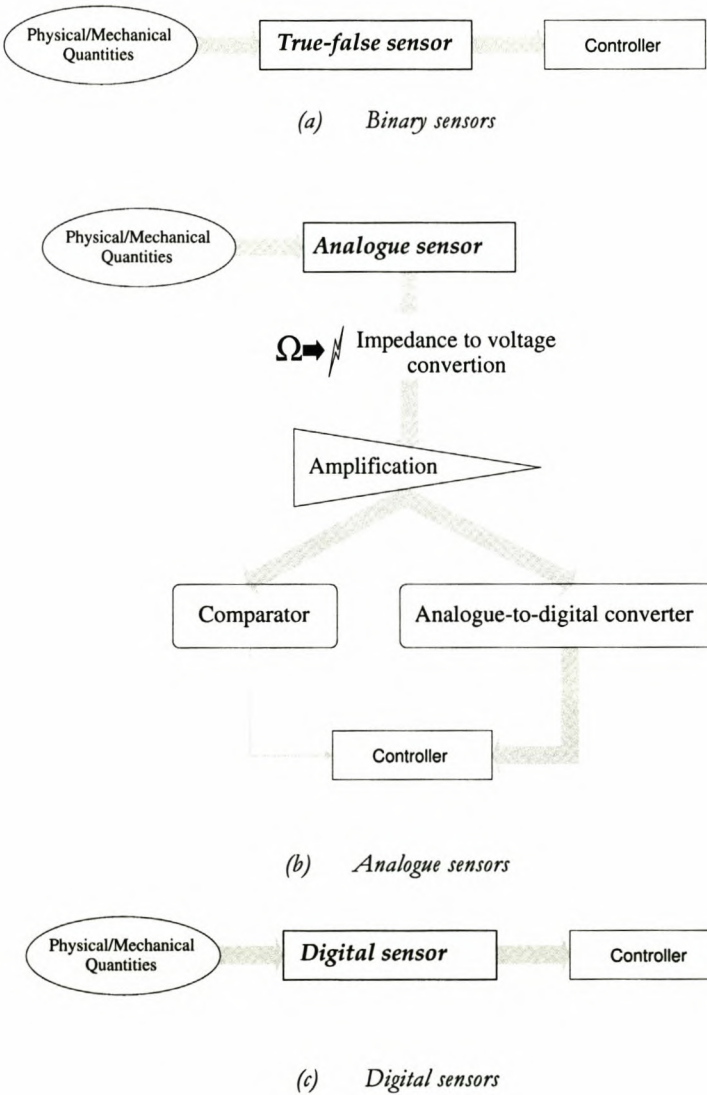 Physical/Mechanical
Quantities
True-false sensor
Controller
(a) Binary sensors
Physical/Mechanical
Quantities
Analogue sensor
Ω Impedance to voltage
convertion
Amplification
Comparator
Analogue-to-digital converter
Controller
(b) Analogue sensors
Physical/Mechanical
Quantities
Digital sensor
Controller
(c) Digital sensors